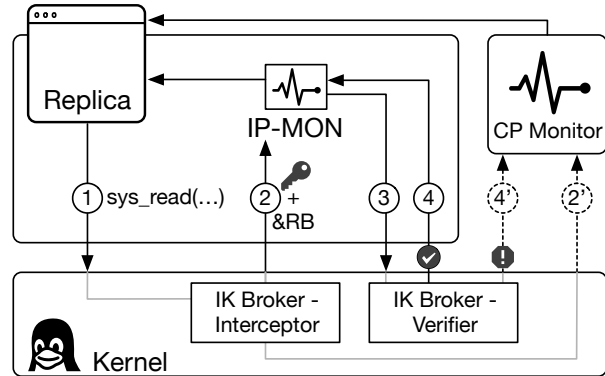 Replica
IP-MON
CP Monitor
1 sys_read(…)
2 + &RB
3
4
4’
2’
IK Broker -
Interceptor
IK Broker -
Verifier
Kernel